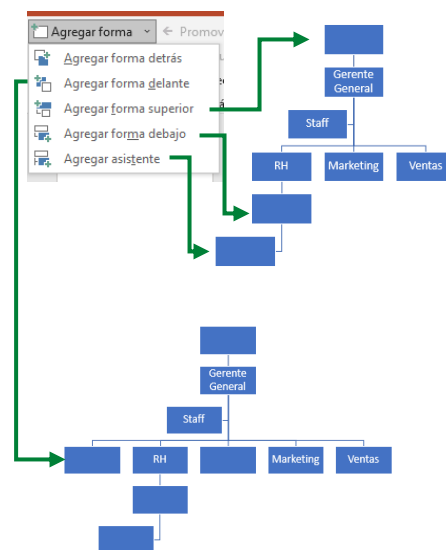 Agregar forma
Promov
Agregar forma detrás
Agregar forma delante
Agregar forma superior
Agregar forma debajo
Agregar asistente
Gerente
General
Staff
RH
Marketing
Ventas
Gerente
General
Staff
RH
Marketing
Ventas